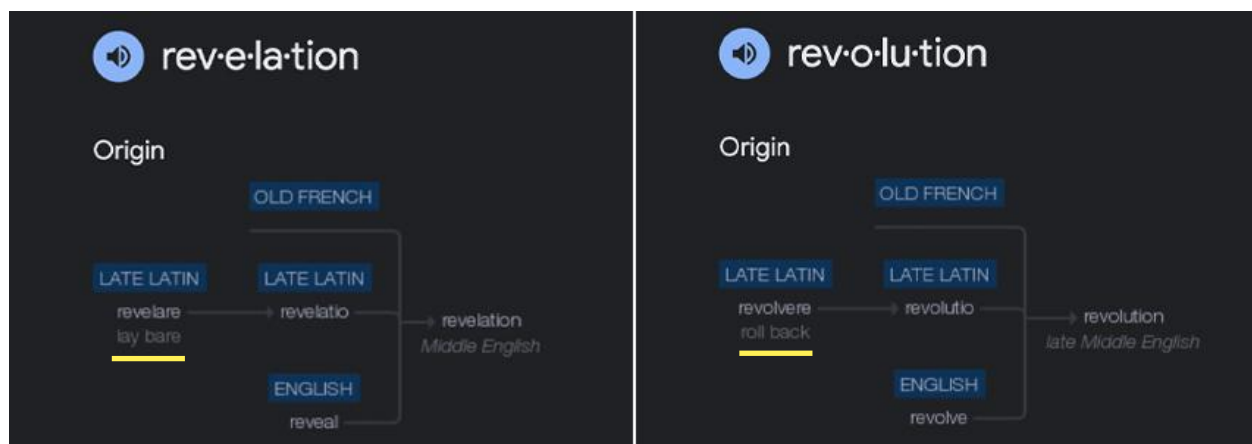 rev·e·la·tion
Origin
OLD FRENCH
LATE LATIN
LATE LATIN
revelare
revelatio
revelation
lay bare
Middle English
ENGLISH
reveal
rev·o·lu·tion
Origin
OLD FRENCH
LATE LATIN
LATE LATIN
revolvere
revolutio
revolution
roll back
late Middle English
ENGLISH
revolve